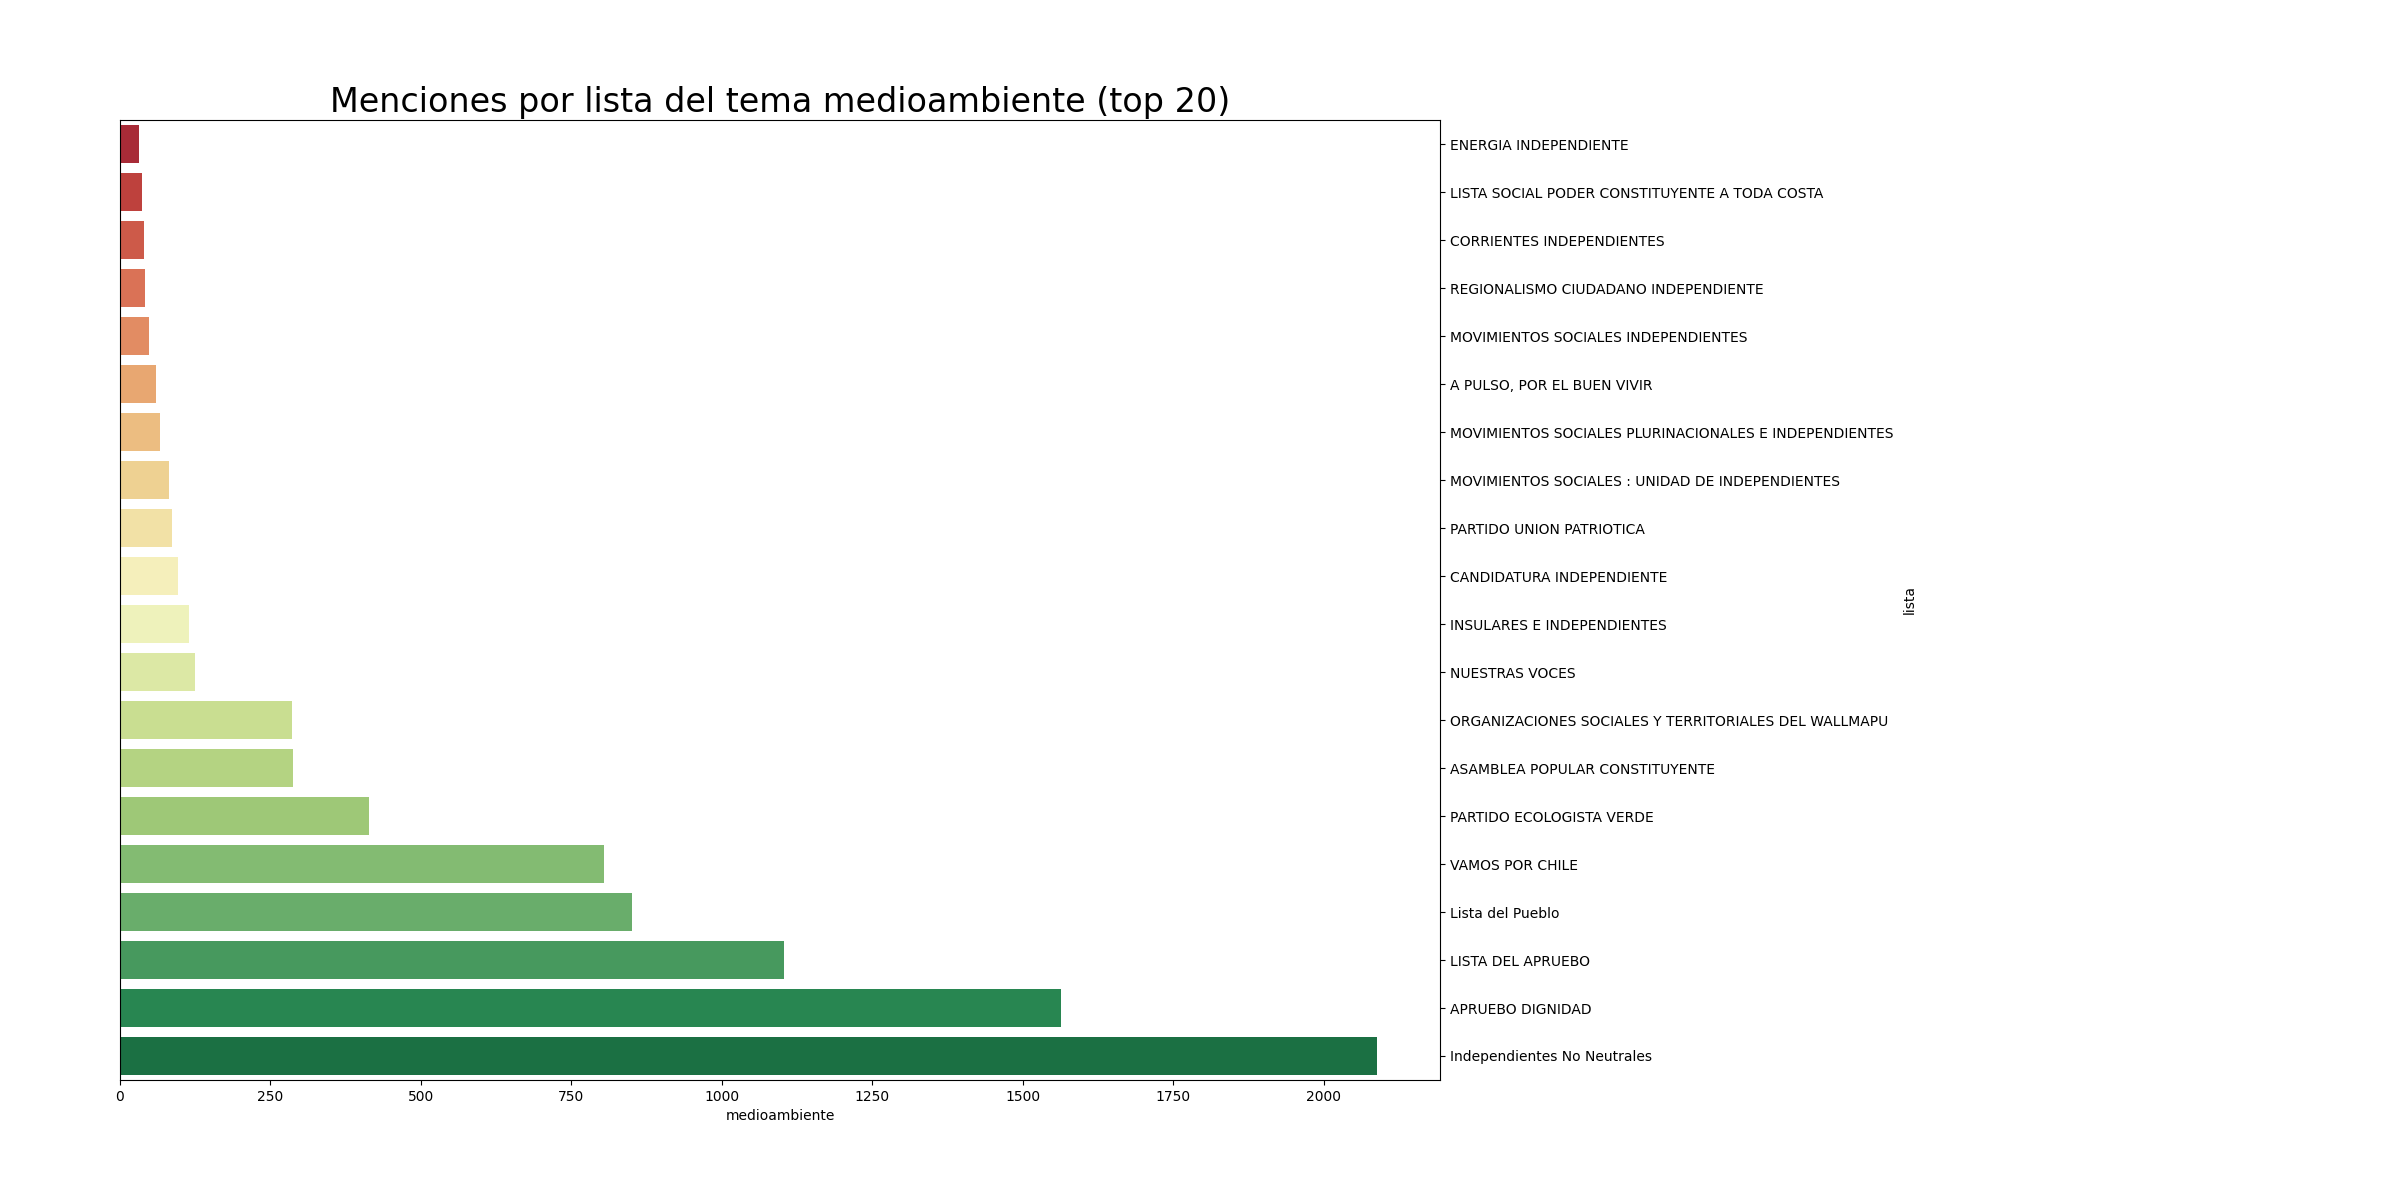 Menciones por lista del tema medioambiente (top 20)
ENERGIA INDEPENDIENTE
LISTA SOCIAL PODER CONSTITUYENTE A TODA COSTA
CORRIENTES INDEPENDIENTES
REGIONALISMO CIUDADANO INDEPENDIENTE
MOVIMIENTOS SOCIALES INDEPENDIENTES
A PULSO, POR EL BUEN VIVIR
MOVIMIENTOS SOCIALES PLURINACIONALES E INDEPENDIENTES
MOVIMIENTOS SOCIALES : UNIDAD DE INDEPENDIENTES
PARTIDO UNION PATRIOTICA
CANDIDATURA INDEPENDIENTE
INSULARES E INDEPENDIENTES
NUESTRAS VOCES
ORGANIZACIONES SOCIALES Y TERRITORIALES DEL WALLMAPU
ASAMBLEA POPULAR CONSTITUYENTE
PARTIDO ECOLOGISTA VERDE
VAMOS POR CHILE
Lista del Pueblo
LISTA DEL APRUEBO
APRUEBO DIGNIDAD
Independientes No Neutrales
lista
0 250 500 750 1000 1250 1500 1750 2000
medioambiente